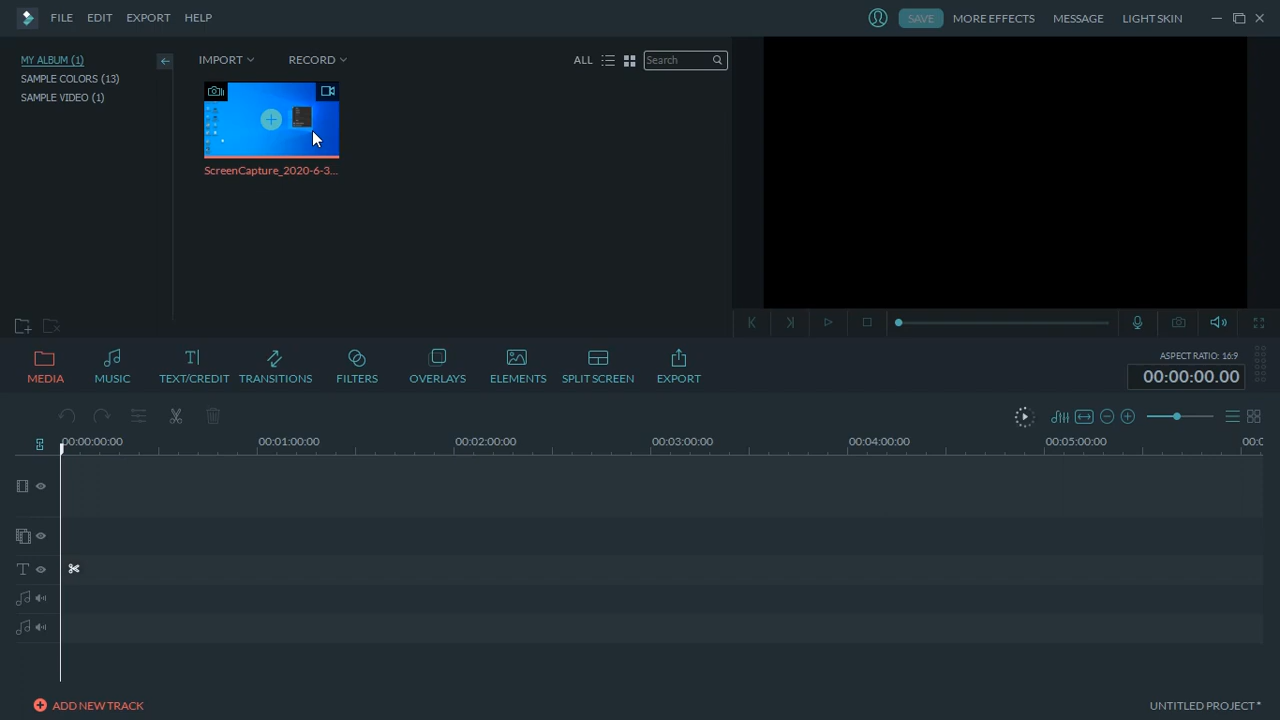 FILE EDIT EXPORT HELP SAVE MORE EFFECTS MESSAGE LIGHT SKIN
MY ALBUM (1)
SAMPLE COLORS (13)
SAMPLE VIDEO (1)
IMPORT RECORD ALL Search
ScreenCapture_2020-6-3...
MEDIA MUSIC TEXT/CREDIT TRANSITIONS FILTERS OVERLAYS ELEMENTS SPLIT SCREEN EXPORT
ASPECT RATIO: 16:9
00:00:00.00
00:00:00:00 00:01:00:00 00:02:00:00 00:03:00:00 00:04:00:00 00:05:00:00 00:0
ADD NEW TRACK
UNTITLED PROJECT*